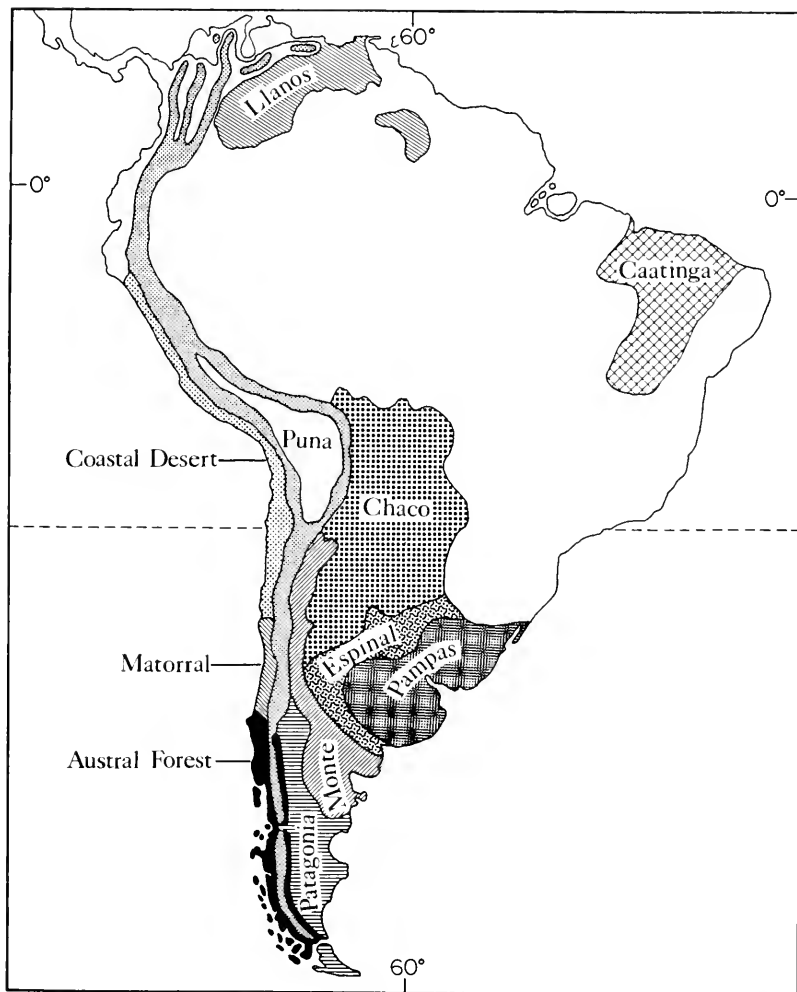 60°
Llanos
0°
0°
Caatinga
Puna
Coastal Desert
Chaco
Espinal
Matorral
Pampas
Austral Forest
Monte
Patagonia
60°